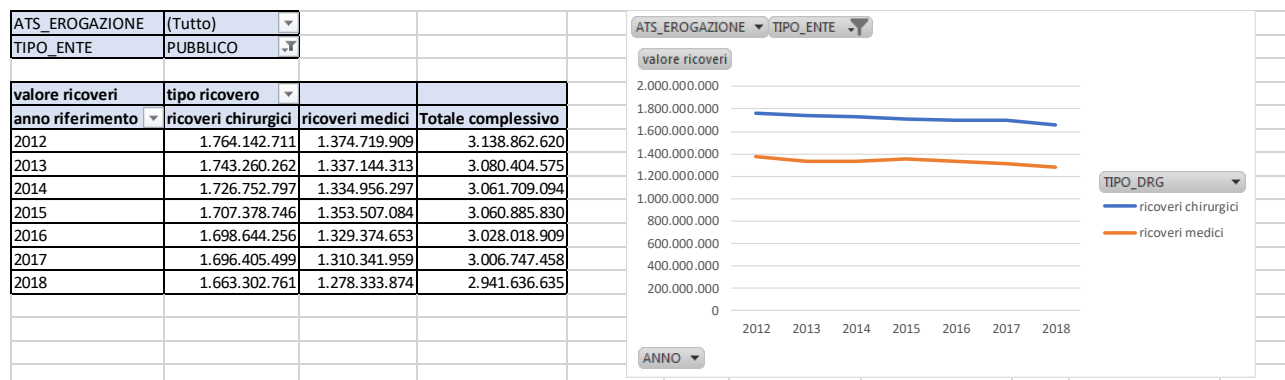 ATS_EROGAZIONE (Tutto)
TIPO_ENTE PUBBLICO
valore ricoveri tipo ricovero
anno riferimento ricoveri chirurgici ricoveri medici Totale complessivo
2012 1.764.142.711 1.374.719.909 3.138.862.620
2013 1.743.260.262 1.337.144.313 3.080.404.575
2014 1.726.752.797 1.334.956.297 3.061.709.094
2015 1.707.378.746 1.353.507.084 3.060.885.830
2016 1.698.644.256 1.329.374.653 3.028.018.909
2017 1.696.405.499 1.310.341.959 3.006.747.458
2018 1.663.302.761 1.278.333.874 2.941.636.635
ATS_EROGAZIONE TIPO_ENTE
valore ricoveri
2.000.000.000
1.800.000.000
1.600.000.000
1.400.000.000
1.200.000.000
1.000.000.000
800.000.000
600.000.000
400.000.000
200.000.000
0
2012 2013 2014 2015 2016 2017 2018
TIPO_DRG
ricoveri chirurgici
ricoveri medici
ANNO